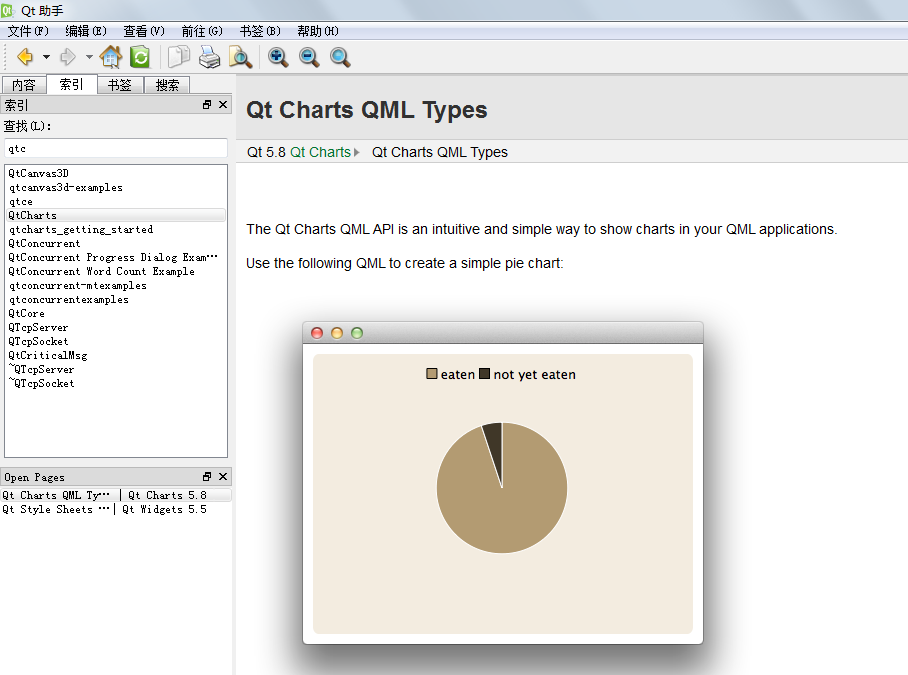 Qt 助手
文件(F) 编辑(E) 查看(V) 前往(G) 书签(B) 帮助(H)
内容 索引 书签 搜索
索引
查找(L):
qtc
QtCanvas3D
qtcanvas3d-examples
qtce
QtCharts
qtcharts_getting_started
QtConcurrent
QtConcurrent Progress Dialog Exam…
QtConcurrent Word Count Example
qtconcurrent-mtexamples
qtconcurrentexamples
QtCore
QTcpServer
QTcpSocket
QtCriticalMsg
~QTcpServer
~QTcpSocket
Open Pages
Qt Charts QML Ty… | Qt Charts 5.8
Qt Style Sheets … | Qt Widgets 5.5
Qt Charts QML Types
Qt 5.8 Qt Charts Qt Charts QML Types
The Qt Charts QML API is an intuitive and simple way to show charts in your QML applications.
Use the following QML to create a simple pie chart:
eaten not yet eaten